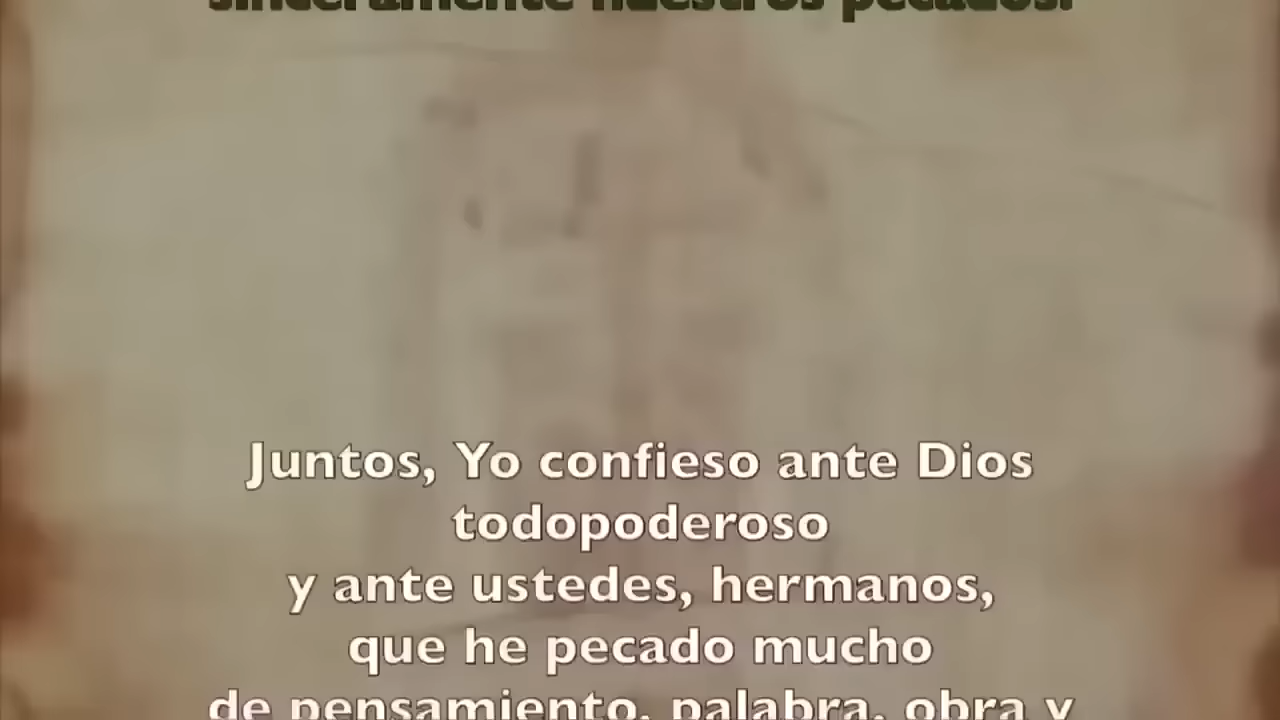 sinceramente nuestros pecados.
Juntos, Yo confieso ante Dios
todopoderoso
y ante ustedes, hermanos,
que he pecado mucho
de pensamiento, palabra, obra y